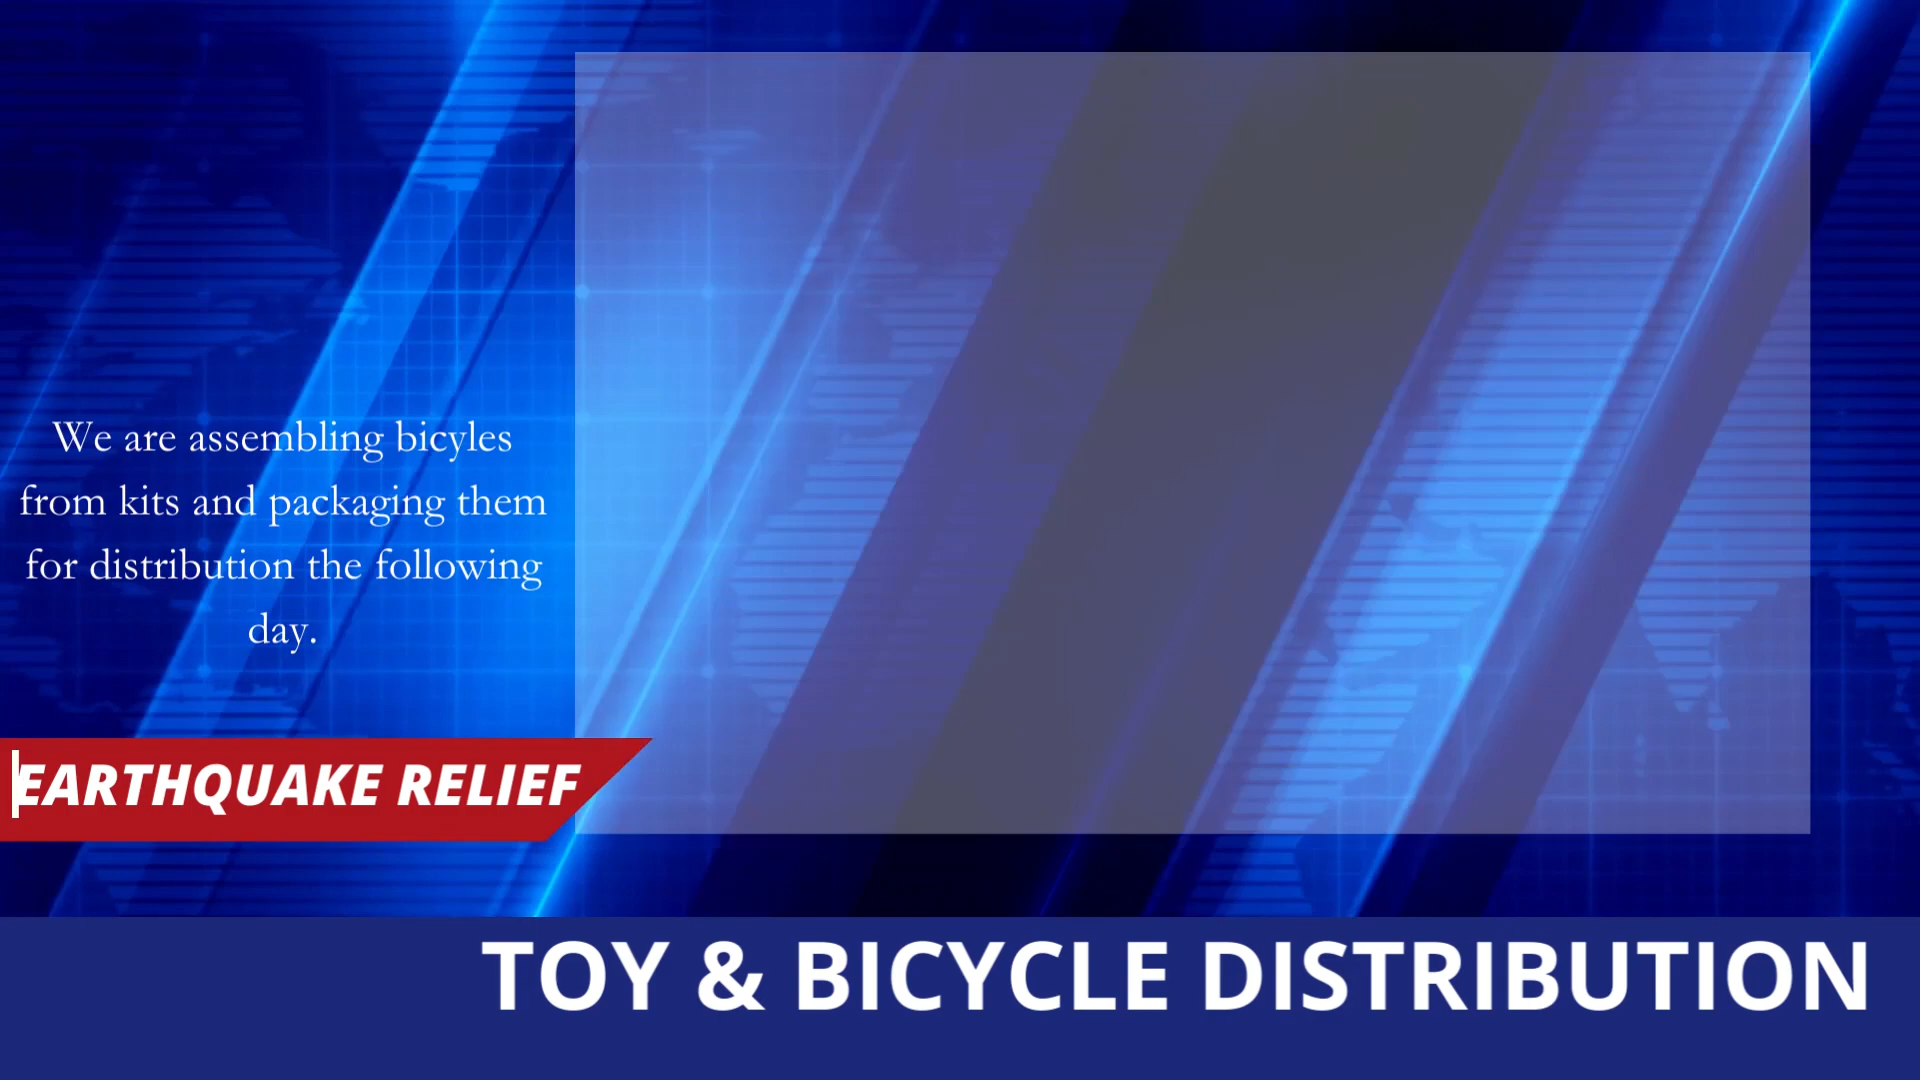 We are assembling bicyles
from kits and packaging them
for distribution the following
day.
EARTHQUAKE RELIEF
TOY & BICYCLE DISTRIBUTION